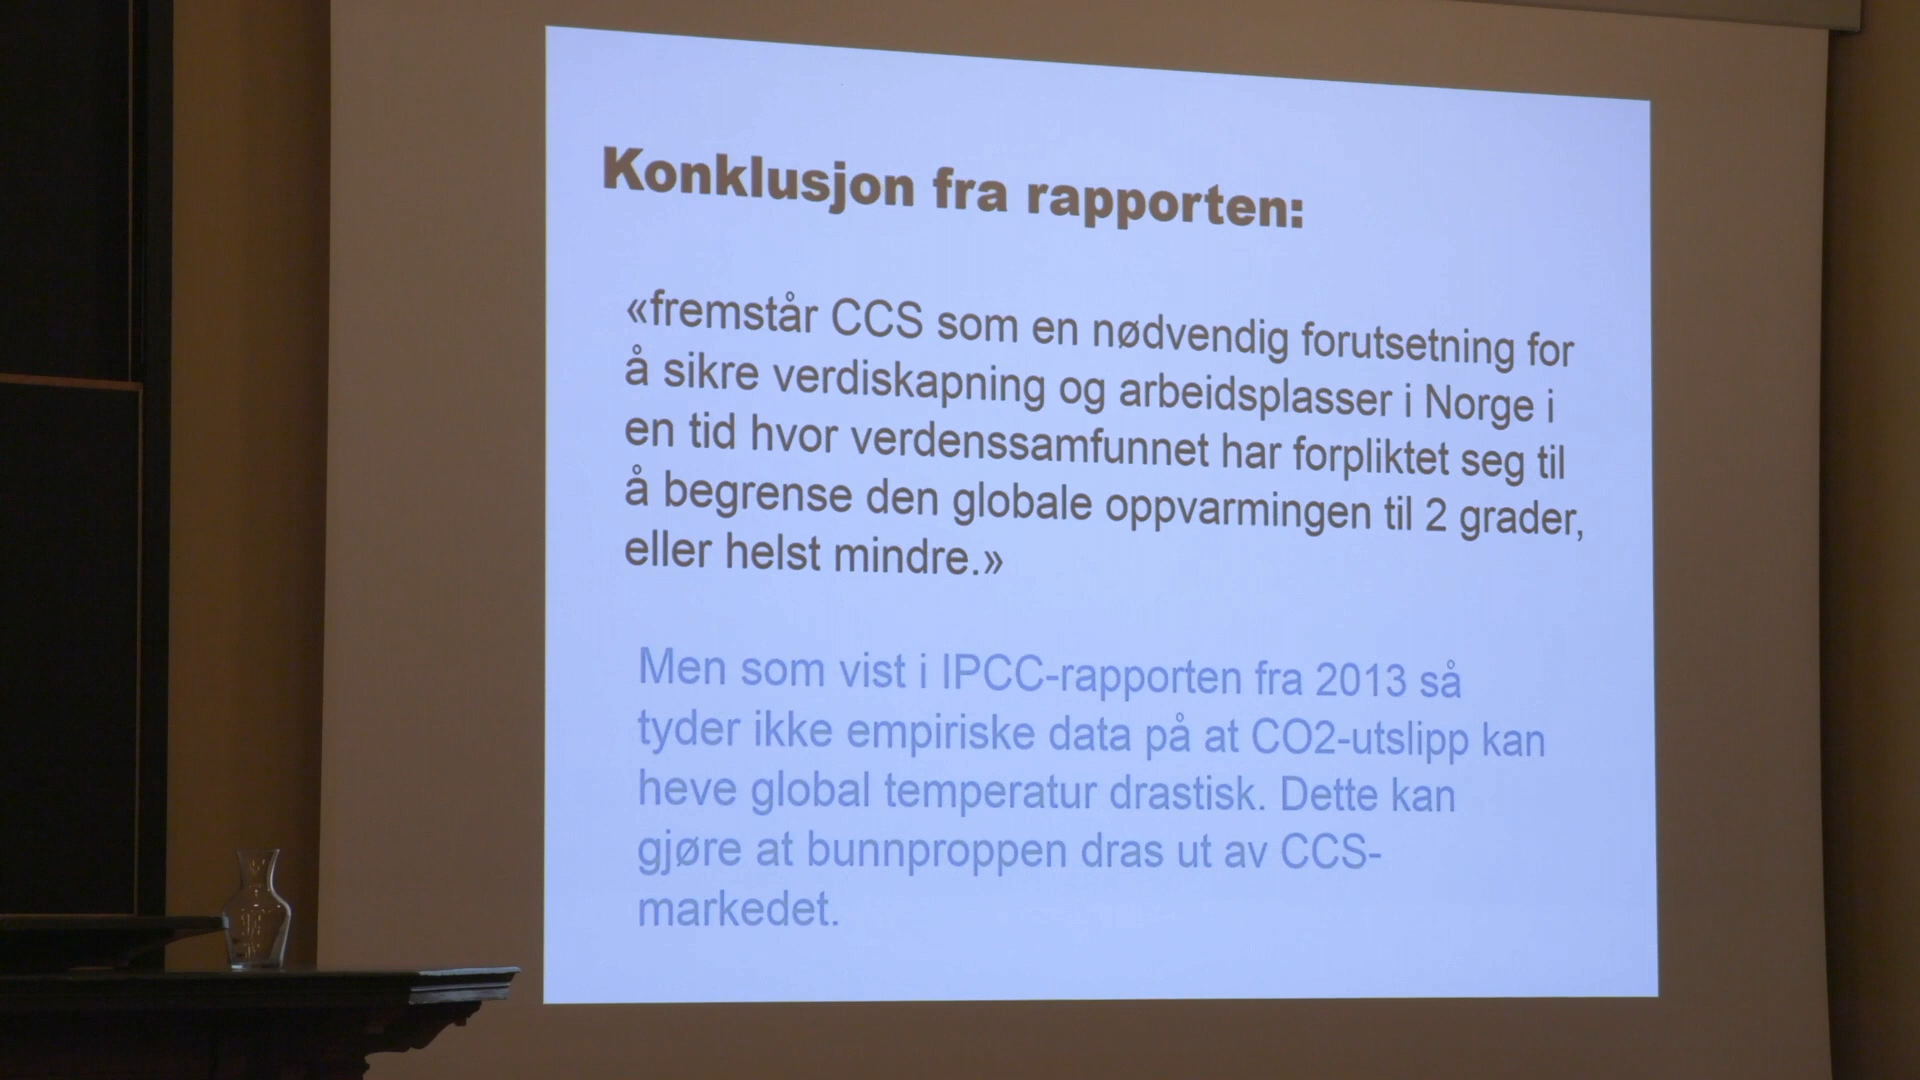 Konklusjon fra rapporten:
«fremstår CCS som en nødvendig forutsetning for
å sikre verdiskapning og arbeidsplasser i Norge i
en tid hvor verdenssamfunnet har forpliktet seg til
å begrense den globale oppvarmingen til 2 grader,
eller helst mindre.»
Men som vist i IPCC-rapporten fra 2013 så
tyder ikke empiriske data på at CO2-utslipp kan
heve global temperatur drastisk. Dette kan
gjøre at bunnproppen dras ut av CCS-
markedet.